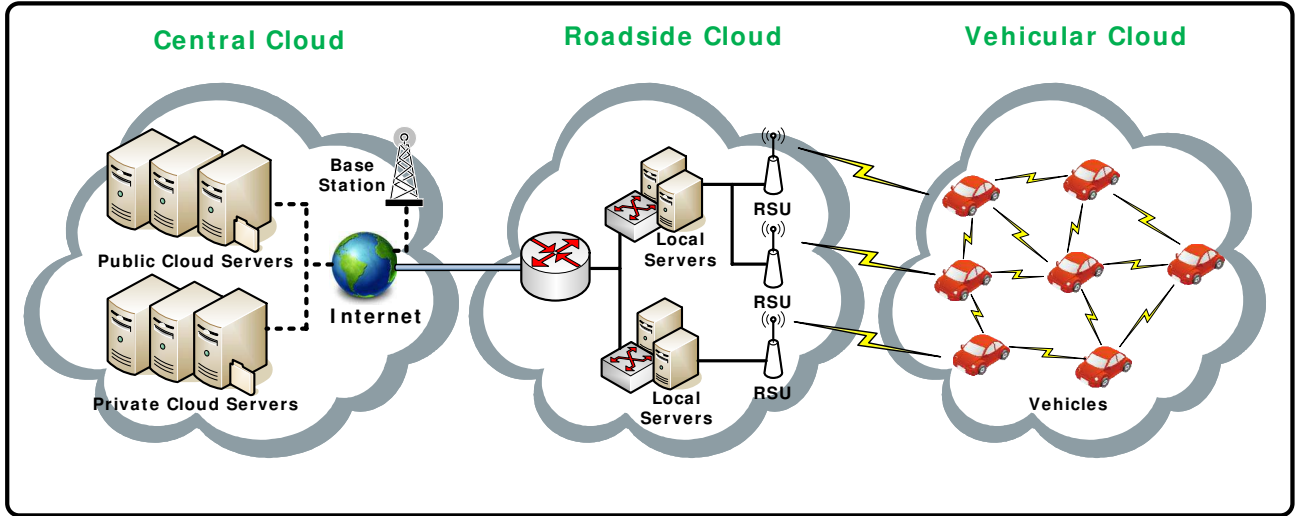 Central Cloud
Roadside Cloud
Vehicular Cloud
Base
Station
Public Cloud Servers
Internet
Private Cloud Servers
RSU
Local
Servers
RSU
RSU
Local
Servers
Vehicles